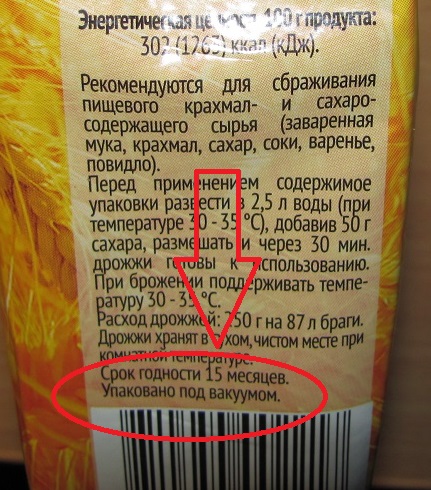 Энергетическая ценность 100 г продукта:
302 (1263) ккал (кДж).
Рекомендуются для сбраживания
пищевого крахмал- и сахаро-
содержащего сырья (заваренная
мука, крахмал, сахар, соки, варенье,
повидло).
Перед применением содержимое
упаковки развести в 2,5 л воды (при
температуре 30 - 35 °С), добавив 50 г
сахара, размешать и через 30 мин.
дрожжи готовы к использованию.
При брожении поддерживать темпе-
ратуру 30 - 35 °С.
Расход дрожжей: 250 г на 87 л браги.
Дрожжи хранят в сухом, чистом месте при
комнатной температуре.
Срок годности 15 месяцев.
Упаковано под вакуумом.